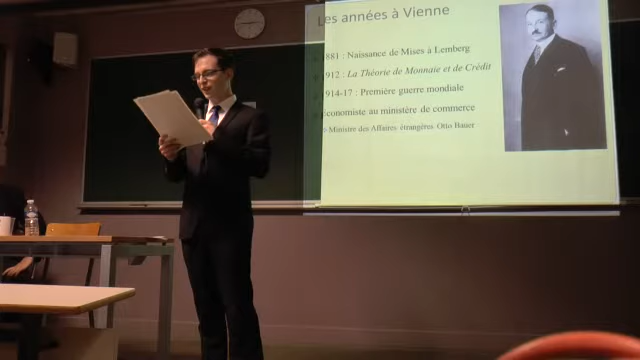 Les années à Vienne
1881 : Naissance de Mises à Lemberg
1912 : La Théorie de Monnaie et de Crédit
1914-17 : Première guerre mondiale
Economiste au ministère de commerce
Ministre des Affaires étrangères Otto Bauer